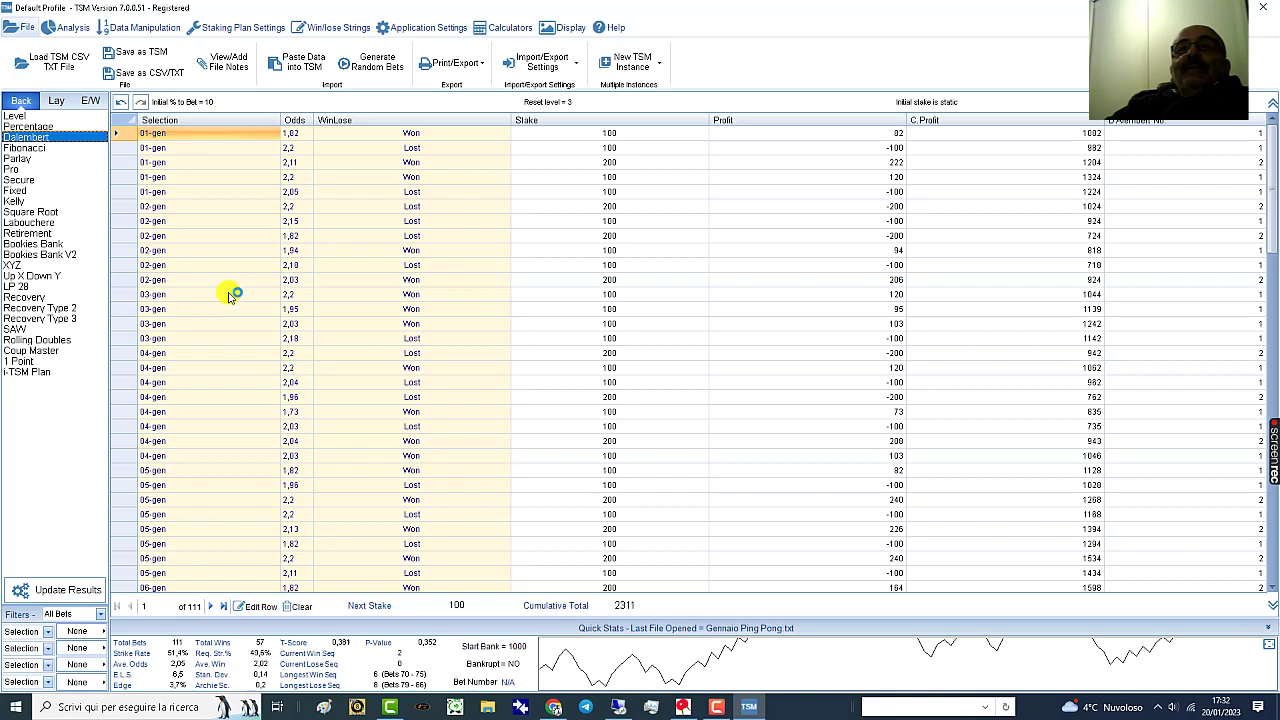 TSM Default Profile - TSM Version 7.0.0.51 - Registered
File Analysis Data Manipulation Staking Plan Settings Win/lose Strings Application Settings Calculators Display Help
Load TSM CSV TXT File Save as TSM Save as CSV/TXT View/Add File Notes Paste Data into TSM Generate Random Bets Print/Export Import/Export Settings New TSM Instance
File Import Export Import/Export Settings Multiple Instances
Back Lay E/W
Initial % to Bet = 10 Reset level = 3 Initial stake is static
Level
Percentage
Dalembert
Fibonacci
Parlay
Pro
Secure
Fixed
Kelly
Square Root
Labouchere
Retirement
Bookies Bank
Bookies Bank V2
XYZ
Up X Down Y
LP 28
Recovery
Recovery Type 2
Recovery Type 3
SAW
Rolling Doubles
Coup Master
1 Point
i-TSM Plan
Update Results
Filters - All Bets
Selection None
Selection None
Selection None
Selection None
Selection Odds WinLose Stake Profit C.Profit D'Alembert No.
01-gen 1,82 Won 100 82 1082 1
01-gen 2,2 Lost 100 -100 982 1
01-gen 2,11 Won 200 222 1204 2
01-gen 2,2 Won 100 120 1324 1
01-gen 2,05 Lost 100 -100 1224 1
02-gen 2,2 Lost 200 -200 1024 2
02-gen 2,15 Lost 100 -100 924 1
02-gen 1,82 Lost 200 -200 724 2
02-gen 1,94 Won 100 94 818 1
02-gen 2,18 Lost 100 -100 718 1
02-gen 2,03 Won 200 206 924 2
03-gen 2,2 Won 100 120 1044 1
03-gen 1,95 Won 100 95 1139 1
03-gen 2,03 Won 100 103 1242 1
03-gen 2,18 Lost 100 -100 1142 1
04-gen 2,2 Lost 200 -200 942 2
04-gen 2,2 Won 100 120 1062 1
04-gen 2,04 Lost 100 -100 962 1
04-gen 1,96 Lost 200 -200 762 2
04-gen 1,73 Won 100 73 835 1
04-gen 2,03 Lost 100 -100 735 1
04-gen 2,04 Won 200 208 943 2
04-gen 2,03 Won 100 103 1046 1
05-gen 1,82 Won 100 82 1128 1
05-gen 1,96 Lost 100 -100 1028 1
05-gen 2,2 Won 200 240 1268 2
05-gen 2,2 Lost 100 -100 1168 1
05-gen 2,13 Won 200 226 1394 2
05-gen 1,82 Lost 100 -100 1294 1
05-gen 2,2 Won 200 240 1534 2
05-gen 2,11 Lost 100 -100 1434 1
06-gen 1,82 Won 200 164 1598 2
1 of 111 Edit Row Clear Next Stake 100 Cumulative Total 2311
Quick Stats - Last File Opened = Gennaio Ping Pong.txt
Total Bets 111 Total Wins 57 T-Score 0,381 P-Value 0,352 Start Bank = 1000
Strike Rate 51,4% Req. Str.% 49,6% Current Win Seq 2
Avg. Odds 2,05 Avg. Win 2,02 Current Lose Seq 0 Bankrupt = NO
E.L.S. 6,5 Stan. Dev. 0,14 Longest Win Seq 6 (Bets 70 - 75)
Edge 3,7% Archie Sc. 0,2 Longest Lose Seq 8 (Bets 79 - 86) Bet Number N/A
screenrec
Scrivi qui per eseguire la ricerca TSM 4°C Nuvoloso 17:32
20/01/2023